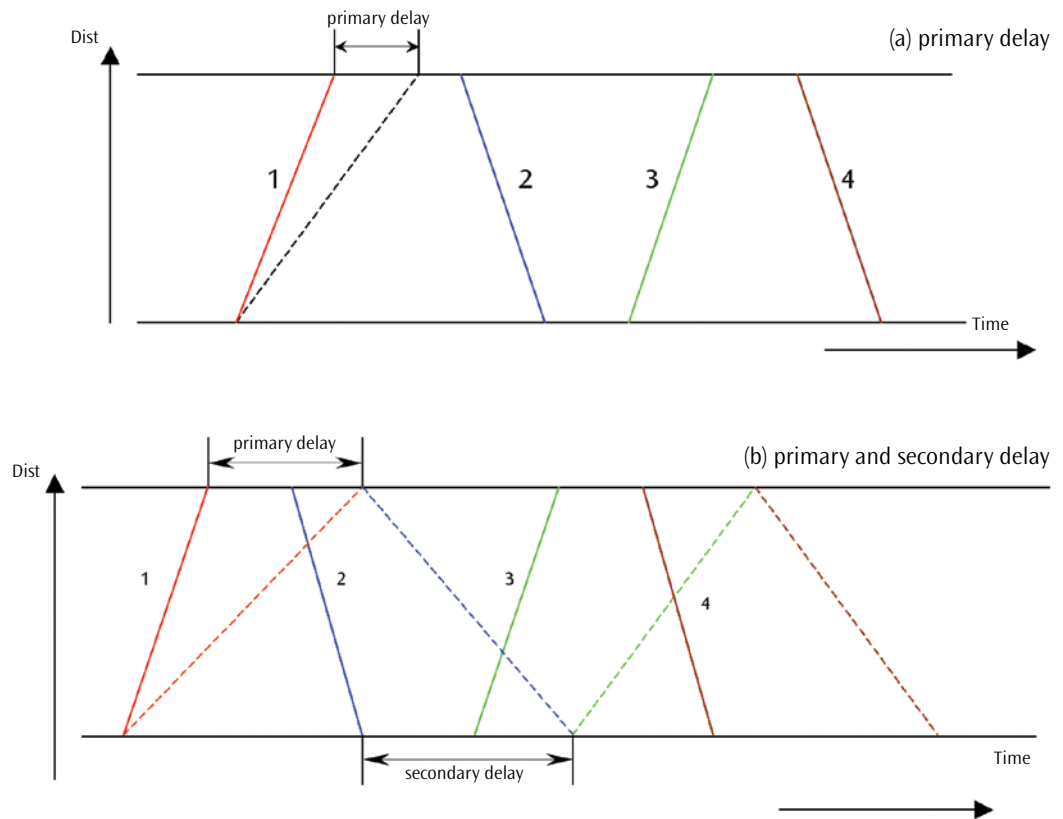 primary delay
Dist
(a) primary delay
1
2
3
4
Time
primary delay
(b) primary and secondary delay
Dist
1
2
3
4
Time
secondary delay